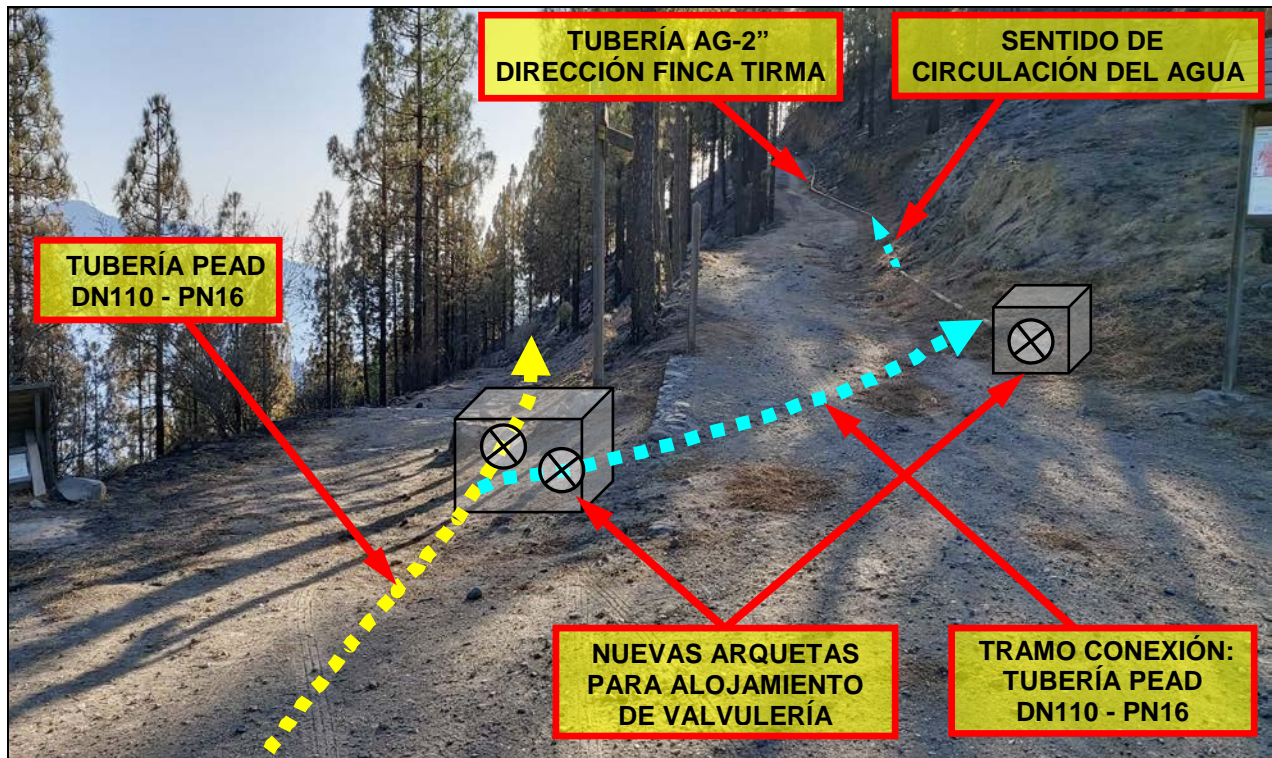 TUBERÍA AG-2”
DIRECCIÓN FINCA TIRMA
SENTIDO DE
CIRCULACIÓN DEL AGUA
TUBERÍA PEAD
DN110 - PN16
NUEVAS ARQUETAS
PARA ALOJAMIENTO
DE VALVULERÍA
TRAMO CONEXIÓN:
TUBERÍA PEAD
DN110 - PN16